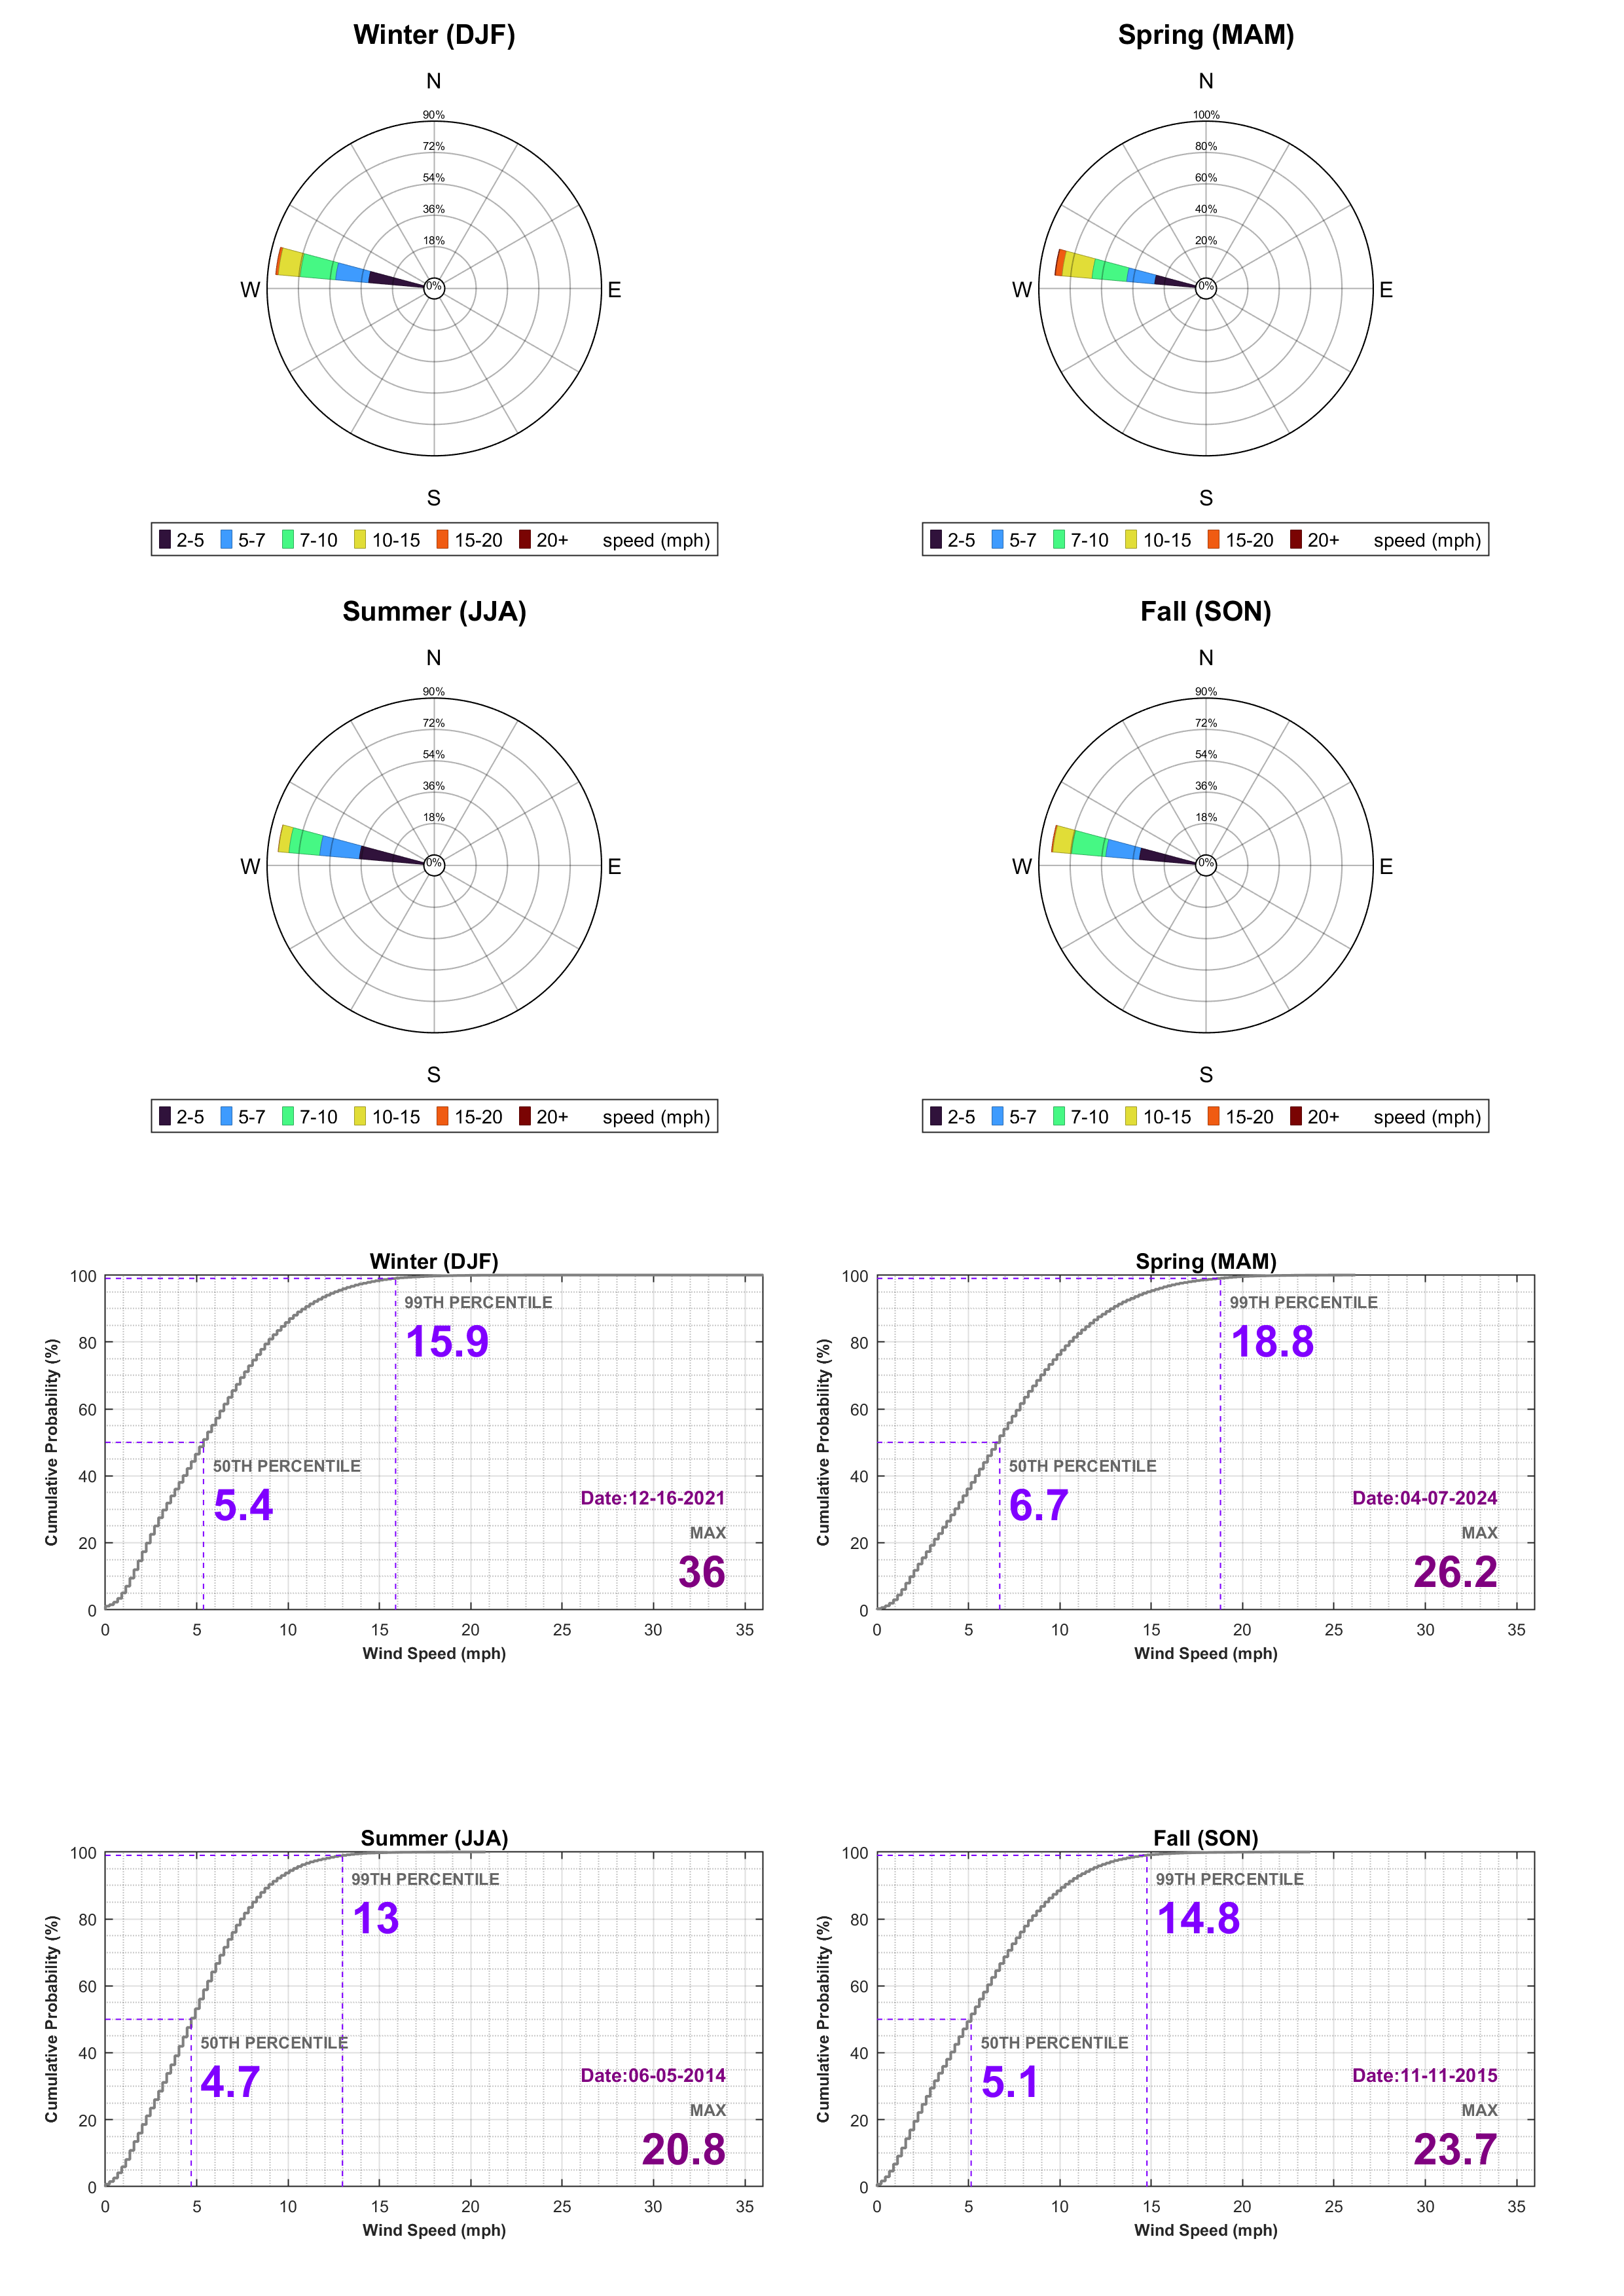 Winter (DJF)
N
90%
72%
54%
36%
18%
0%
W
E
S
2-5 5-7 7-10 10-15 15-20 20+ speed (mph)
Spring (MAM)
N
100%
80%
60%
40%
20%
0%
W
E
S
2-5 5-7 7-10 10-15 15-20 20+ speed (mph)
Summer (JJA)
N
90%
72%
54%
36%
18%
0%
W
E
S
2-5 5-7 7-10 10-15 15-20 20+ speed (mph)
Fall (SON)
N
90%
72%
54%
36%
18%
0%
W
E
S
2-5 5-7 7-10 10-15 15-20 20+ speed (mph)
Winter (DJF)
Cumulative Probability (%)
100
80
60
40
20
0
99TH PERCENTILE
15.9
50TH PERCENTILE
5.4
Date:12-16-2021
MAX
36
0 5 10 15 20 25 30 35
Wind Speed (mph)
Spring (MAM)
Cumulative Probability (%)
100
80
60
40
20
0
99TH PERCENTILE
18.8
50TH PERCENTILE
6.7
Date:04-07-2024
MAX
26.2
0 5 10 15 20 25 30 35
Wind Speed (mph)
Summer (JJA)
Cumulative Probability (%)
100
80
60
40
20
0
99TH PERCENTILE
13
50TH PERCENTILE
4.7
Date:06-05-2014
MAX
20.8
0 5 10 15 20 25 30 35
Wind Speed (mph)
Fall (SON)
Cumulative Probability (%)
100
80
60
40
20
0
99TH PERCENTILE
14.8
50TH PERCENTILE
5.1
Date:11-11-2015
MAX
23.7
0 5 10 15 20 25 30 35
Wind Speed (mph)